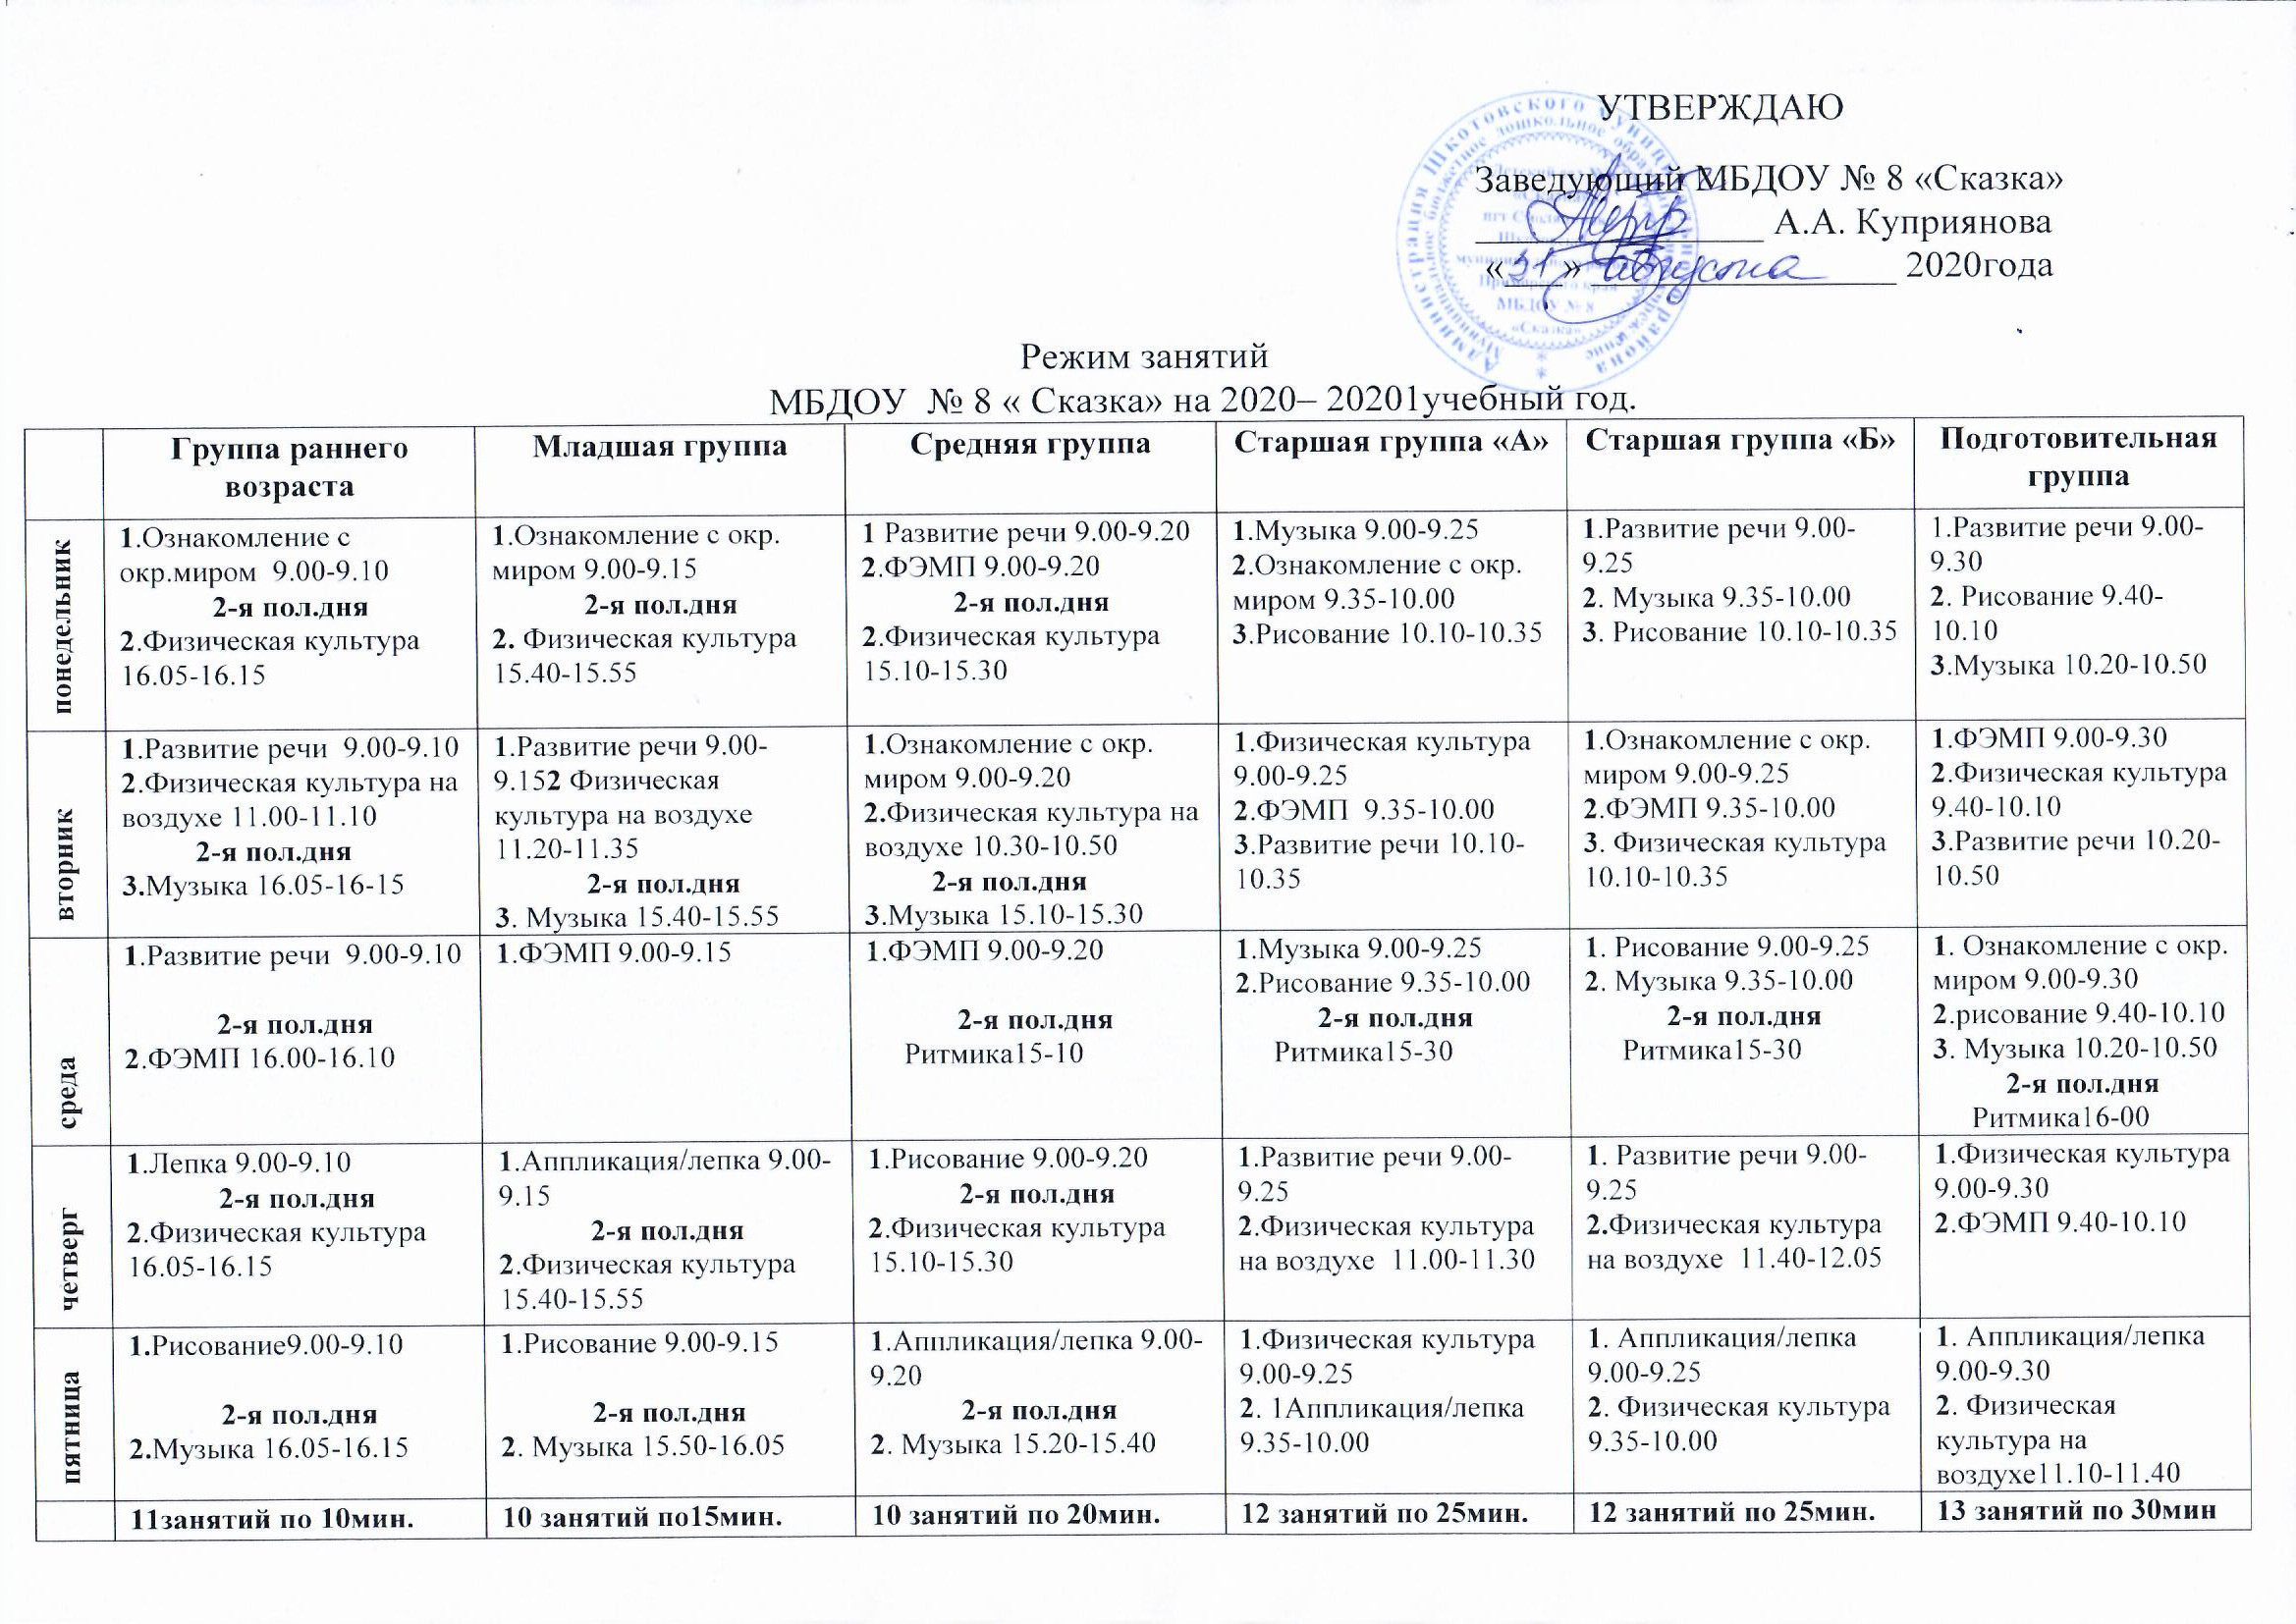 УТВЕРЖДАЮ
Заведующий МБДОУ № 8 «Сказка»
А.А. Куприянова
«31» августа 2020года
Администрация Шкотовского
МБДОУ № 8
«Сказка»
Режим занятий
МБДОУ № 8 « Сказка» на 2020– 20201учебный год.
Группа раннего
возраста
Младшая группа
Средняя группа
Старшая группа «А»
Старшая группа «Б»
Подготовительная
группа
понедельник
1.Ознакомление с
окр.миром 9.00-9.10
2-я пол.дня
2.Физическая культура
16.05-16.15
1.Ознакомление с окр.
миром 9.00-9.15
2-я пол.дня
2. Физическая культура
15.40-15.55
1 Развитие речи 9.00-9.20
2.ФЭМП 9.00-9.20
2-я пол.дня
2.Физическая культура
15.10-15.30
1.Музыка 9.00-9.25
2.Ознакомление с окр.
миром 9.35-10.00
3.Рисование 10.10-10.35
1.Развитие речи 9.00-
9.25
2. Музыка 9.35-10.00
3. Рисование 10.10-10.35
1.Развитие речи 9.00-
9.30
2. Рисование 9.40-
10.10
3.Музыка 10.20-10.50
вторник
1.Развитие речи 9.00-9.10
2.Физическая культура на
воздухе 11.00-11.10
2-я пол.дня
3.Музыка 16.05-16-15
1.Развитие речи 9.00-
9.152 Физическая
культура на воздухе
11.20-11.35
2-я пол.дня
3. Музыка 15.40-15.55
1.Ознакомление с окр.
миром 9.00-9.20
2.Физическая культура на
воздухе 10.30-10.50
2-я пол.дня
3.Музыка 15.10-15.30
1.Физическая культура
9.00-9.25
2.ФЭМП 9.35-10.00
3.Развитие речи 10.10-
10.35
1.Ознакомление с окр.
миром 9.00-9.25
2.ФЭМП 9.35-10.00
3. Физическая культура
10.10-10.35
1.ФЭМП 9.00-9.30
2.Физическая культура
9.40-10.10
3.Развитие речи 10.20-
10.50
среда
1.Развитие речи 9.00-9.10
2-я пол.дня
2.ФЭМП 16.00-16.10
1.ФЭМП 9.00-9.15
1.ФЭМП 9.00-9.20
2-я пол.дня
Ритмика15-10
1.Музыка 9.00-9.25
2.Рисование 9.35-10.00
2-я пол.дня
Ритмика15-30
1. Рисование 9.00-9.25
2. Музыка 9.35-10.00
2-я пол.дня
Ритмика15-30
1. Ознакомление с окр.
миром 9.00-9.30
2.рисование 9.40-10.10
3. Музыка 10.20-10.50
2-я пол.дня
Ритмика16-00
четверг
1.Лепка 9.00-9.10
2-я пол.дня
2.Физическая культура
16.05-16.15
1.Аппликация/лепка 9.00-
9.15
2-я пол.дня
2.Физическая культура
15.40-15.55
1.Рисование 9.00-9.20
2-я пол.дня
2.Физическая культура
15.10-15.30
1.Развитие речи 9.00-
9.25
2.Физическая культура
на воздухе 11.00-11.30
1. Развитие речи 9.00-
9.25
2.Физическая культура
на воздухе 11.40-12.05
1.Физическая культура
9.00-9.30
2.ФЭМП 9.40-10.10
пятница
1.Рисование9.00-9.10
2-я пол.дня
2.Музыка 16.05-16.15
1.Рисование 9.00-9.15
2-я пол.дня
2. Музыка 15.50-16.05
1.Аппликация/лепка 9.00-
9.20
2-я пол.дня
2. Музыка 15.20-15.40
1.Физическая культура
9.00-9.25
2. 1Аппликация/лепка
9.35-10.00
1. Аппликация/лепка
9.00-9.25
2. Физическая культура
9.35-10.00
1. Аппликация/лепка
9.00-9.30
2. Физическая
культура на
воздухе11.10-11.40
11занятий по 10мин.
10 занятий по15мин.
10 занятий по 20мин.
12 занятий по 25мин.
12 занятий по 25мин.
13 занятий по 30мин